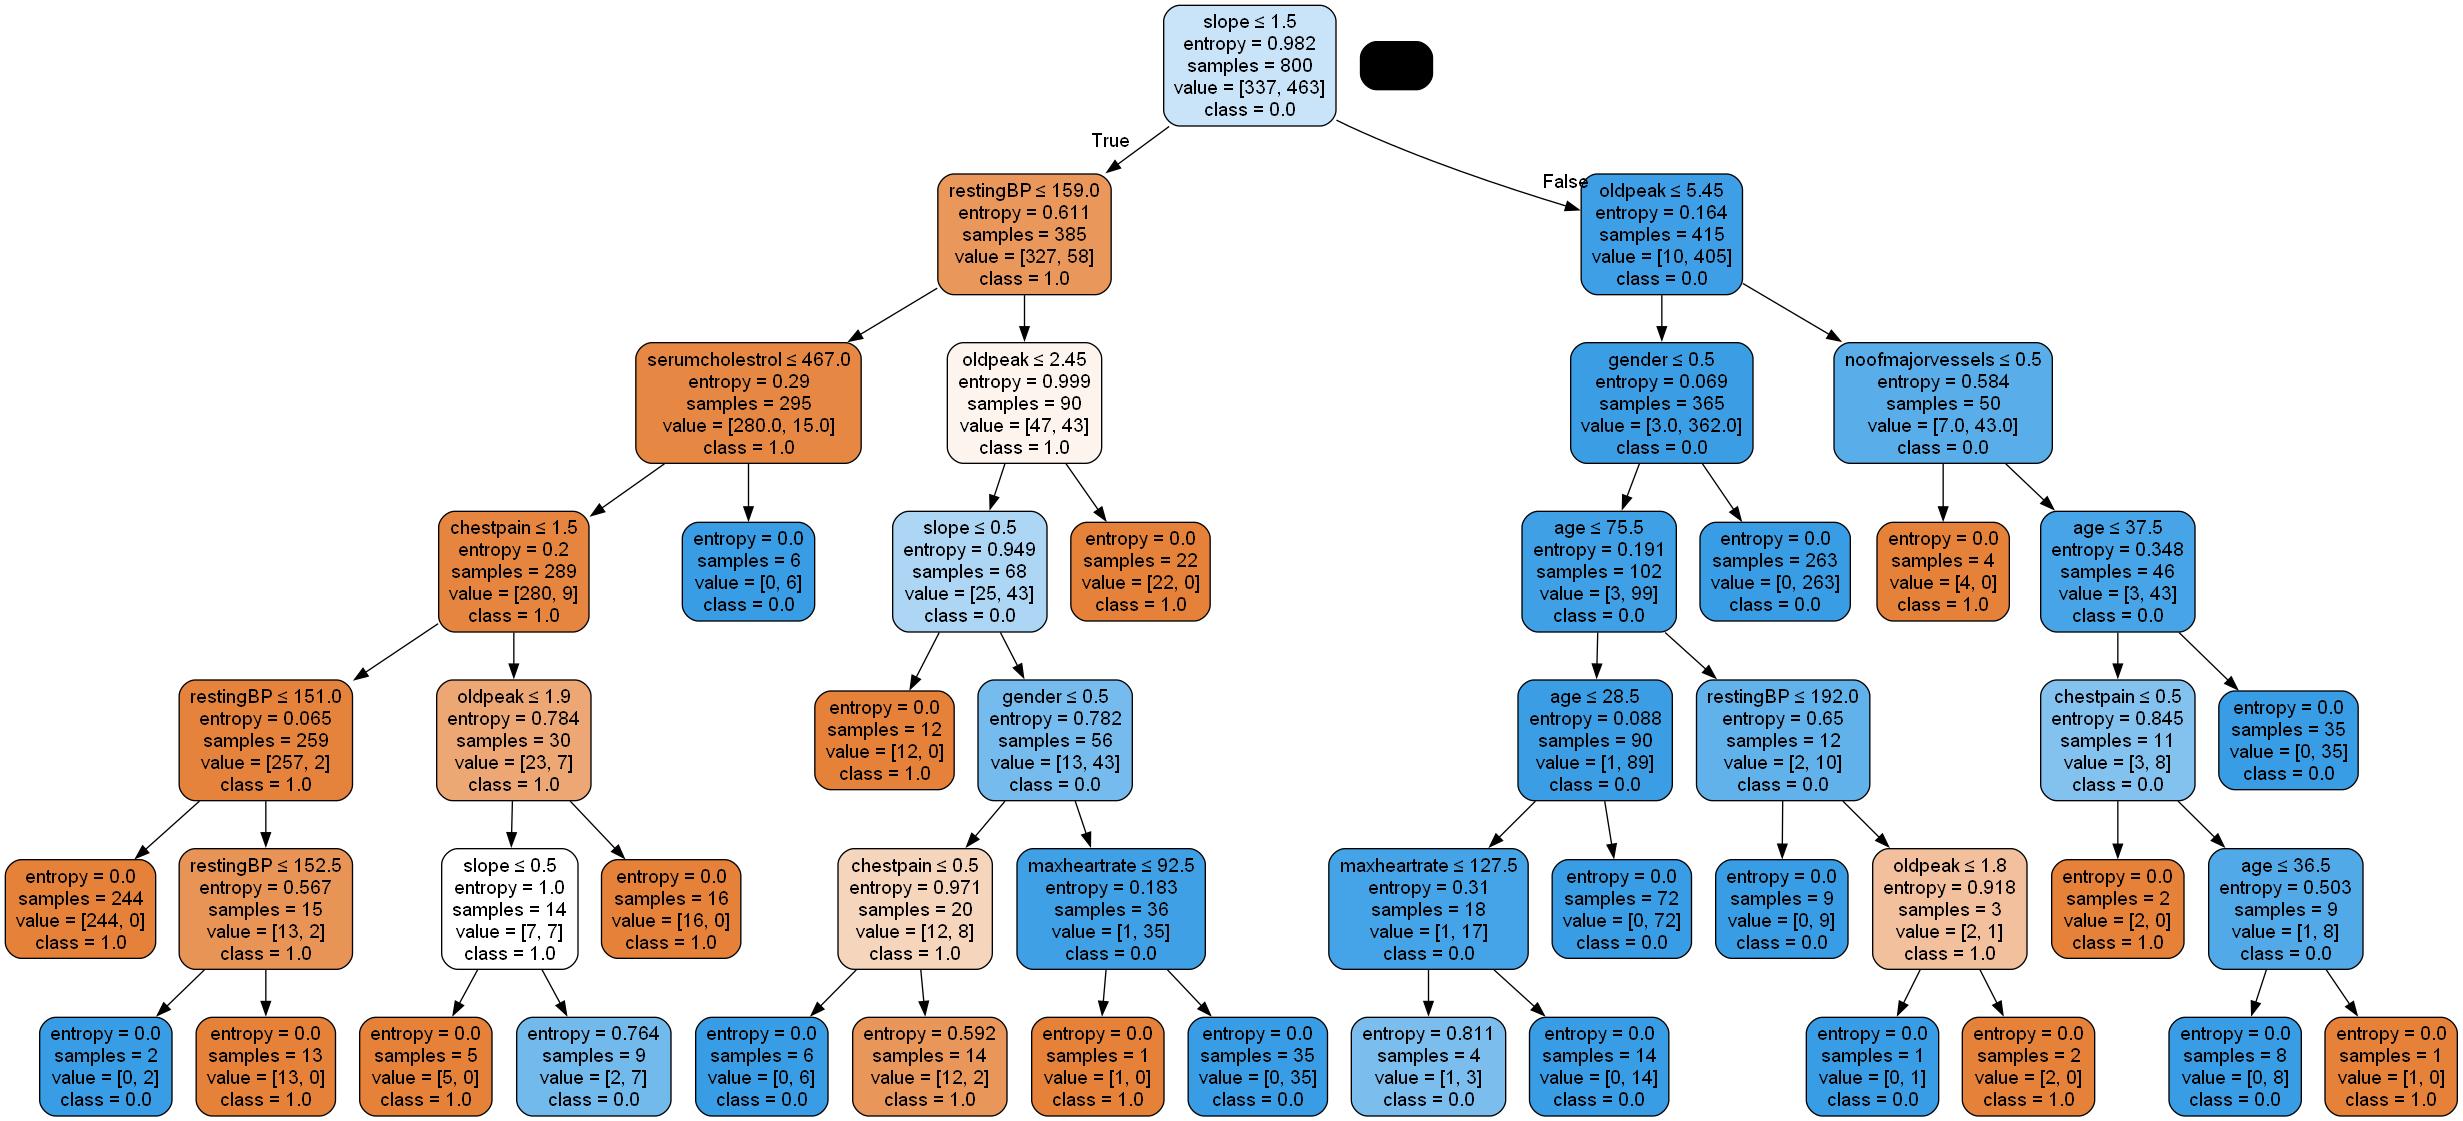 slope ≤ 1.5
entropy = 0.982
samples = 800
value = [337, 463]
class = 0.0
True
False
restingBP ≤ 159.0
entropy = 0.611
samples = 385
value = [327, 58]
class = 1.0
oldpeak ≤ 5.45
entropy = 0.164
samples = 415
value = [10, 405]
class = 0.0
serumcholestrol ≤ 467.0
entropy = 0.29
samples = 295
value = [280.0, 15.0]
class = 1.0
oldpeak ≤ 2.45
entropy = 0.999
samples = 90
value = [47, 43]
class = 1.0
gender ≤ 0.5
entropy = 0.069
samples = 365
value = [3.0, 362.0]
class = 0.0
noofmajorvessels ≤ 0.5
entropy = 0.584
samples = 50
value = [7.0, 43.0]
class = 0.0
chestpain ≤ 1.5
entropy = 0.2
samples = 289
value = [280, 9]
class = 1.0
entropy = 0.0
samples = 6
value = [0, 6]
class = 0.0
slope ≤ 0.5
entropy = 0.949
samples = 68
value = [25, 43]
class = 0.0
entropy = 0.0
samples = 22
value = [22, 0]
class = 1.0
age ≤ 75.5
entropy = 0.191
samples = 102
value = [3, 99]
class = 0.0
entropy = 0.0
samples = 263
value = [0, 263]
class = 0.0
entropy = 0.0
samples = 4
value = [4, 0]
class = 1.0
age ≤ 37.5
entropy = 0.348
samples = 46
value = [3, 43]
class = 0.0
restingBP ≤ 151.0
entropy = 0.065
samples = 259
value = [257, 2]
class = 1.0
oldpeak ≤ 1.9
entropy = 0.784
samples = 30
value = [23, 7]
class = 1.0
entropy = 0.0
samples = 12
value = [12, 0]
class = 1.0
gender ≤ 0.5
entropy = 0.782
samples = 56
value = [13, 43]
class = 0.0
age ≤ 28.5
entropy = 0.088
samples = 90
value = [1, 89]
class = 0.0
restingBP ≤ 192.0
entropy = 0.65
samples = 12
value = [2, 10]
class = 0.0
chestpain ≤ 0.5
entropy = 0.845
samples = 11
value = [3, 8]
class = 0.0
entropy = 0.0
samples = 35
value = [0, 35]
class = 0.0
entropy = 0.0
samples = 244
value = [244, 0]
class = 1.0
restingBP ≤ 152.5
entropy = 0.567
samples = 15
value = [13, 2]
class = 1.0
slope ≤ 0.5
entropy = 1.0
samples = 14
value = [7, 7]
class = 1.0
entropy = 0.0
samples = 16
value = [16, 0]
class = 1.0
chestpain ≤ 0.5
entropy = 0.971
samples = 20
value = [12, 8]
class = 1.0
maxheartrate ≤ 92.5
entropy = 0.183
samples = 36
value = [1, 35]
class = 0.0
maxheartrate ≤ 127.5
entropy = 0.31
samples = 18
value = [1, 17]
class = 0.0
entropy = 0.0
samples = 72
value = [0, 72]
class = 0.0
entropy = 0.0
samples = 9
value = [0, 9]
class = 0.0
oldpeak ≤ 1.8
entropy = 0.918
samples = 3
value = [2, 1]
class = 1.0
entropy = 0.0
samples = 2
value = [2, 0]
class = 1.0
age ≤ 36.5
entropy = 0.503
samples = 9
value = [1, 8]
class = 0.0
entropy = 0.0
samples = 2
value = [0, 2]
class = 0.0
entropy = 0.0
samples = 13
value = [13, 0]
class = 1.0
entropy = 0.0
samples = 5
value = [5, 0]
class = 1.0
entropy = 0.764
samples = 9
value = [2, 7]
class = 0.0
entropy = 0.0
samples = 6
value = [0, 6]
class = 0.0
entropy = 0.592
samples = 14
value = [12, 2]
class = 1.0
entropy = 0.0
samples = 1
value = [1, 0]
class = 1.0
entropy = 0.0
samples = 35
value = [0, 35]
class = 0.0
entropy = 0.811
samples = 4
value = [1, 3]
class = 0.0
entropy = 0.0
samples = 14
value = [0, 14]
class = 0.0
entropy = 0.0
samples = 1
value = [0, 1]
class = 0.0
entropy = 0.0
samples = 2
value = [2, 0]
class = 1.0
entropy = 0.0
samples = 8
value = [0, 8]
class = 0.0
entropy = 0.0
samples = 1
value = [1, 0]
class = 1.0